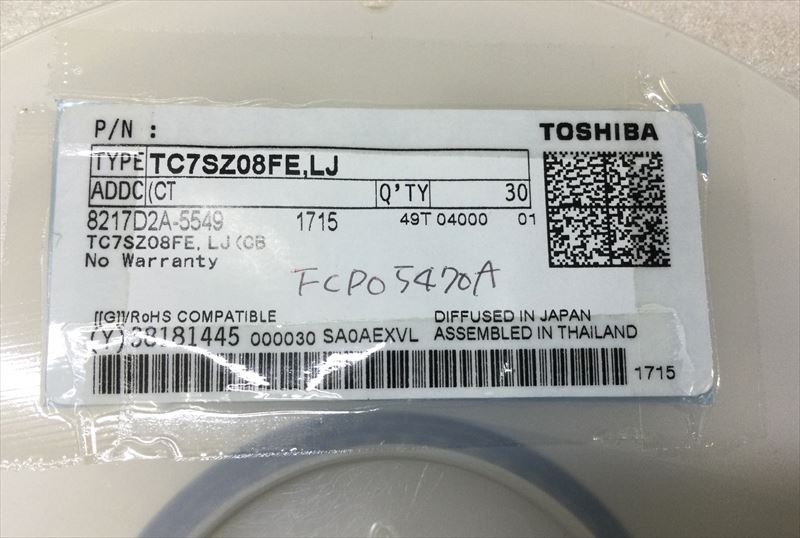 P/N :
TOSHIBA
TYPE TC7SZ08FE,LJ
ADDC (CT Q'TY 30
8217D2A-5549 1715 49T 04000 01
TC7SZ08FE, LJ(CB
No Warranty
FCP05470A
[[G]]/RoHS COMPATIBLE DIFFUSED IN JAPAN
(Y)38181445 000030 SA0AEXVL ASSEMBLED IN THAILAND
1715